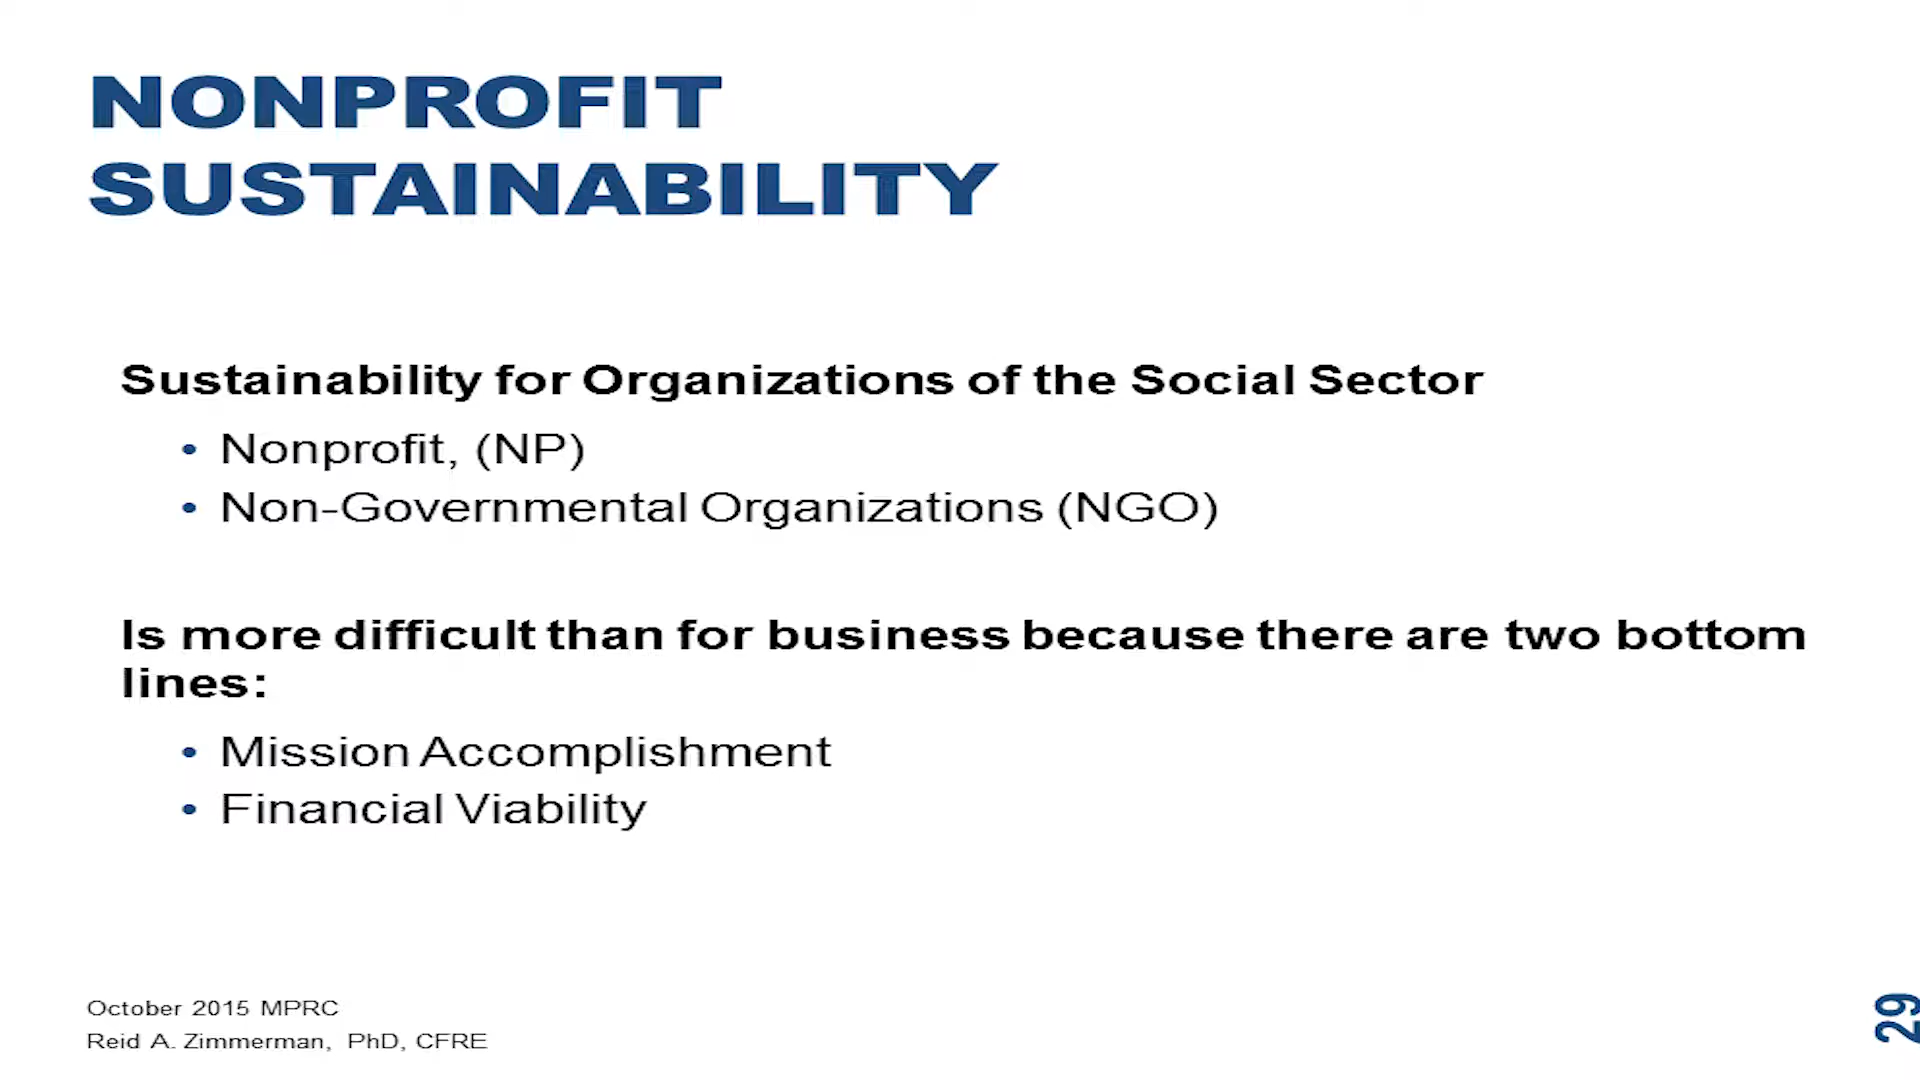 NONPROFIT
SUSTAINABILITY
Sustainability for Organizations of the Social Sector
• Nonprofit, (NP)
• Non-Governmental Organizations (NGO)
Is more difficult than for business because there are two bottom
lines:
• Mission Accomplishment
• Financial Viability
October 2015 MPRC
Reid A. Zimmerman, PhD, CFRE
29